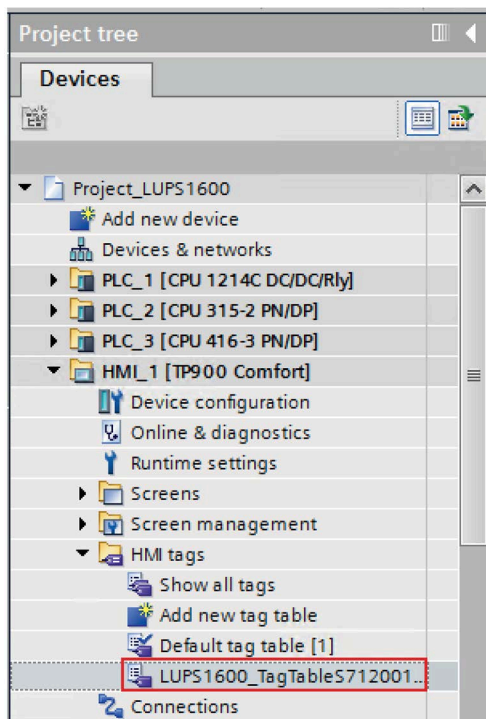 Project tree
Devices
Project_LUPS1600
Add new device
Devices & networks
PLC_1 [CPU 1214C DC/DC/Rly]
PLC_2 [CPU 315-2 PN/DP]
PLC_3 [CPU 416-3 PN/DP]
HMI_1 [TP900 Comfort]
Device configuration
Online & diagnostics
Runtime settings
Screens
Screen management
HMI tags
Show all tags
Add new tag table
Default tag table [1]
LUPS1600_TagTableS712001...
Connections